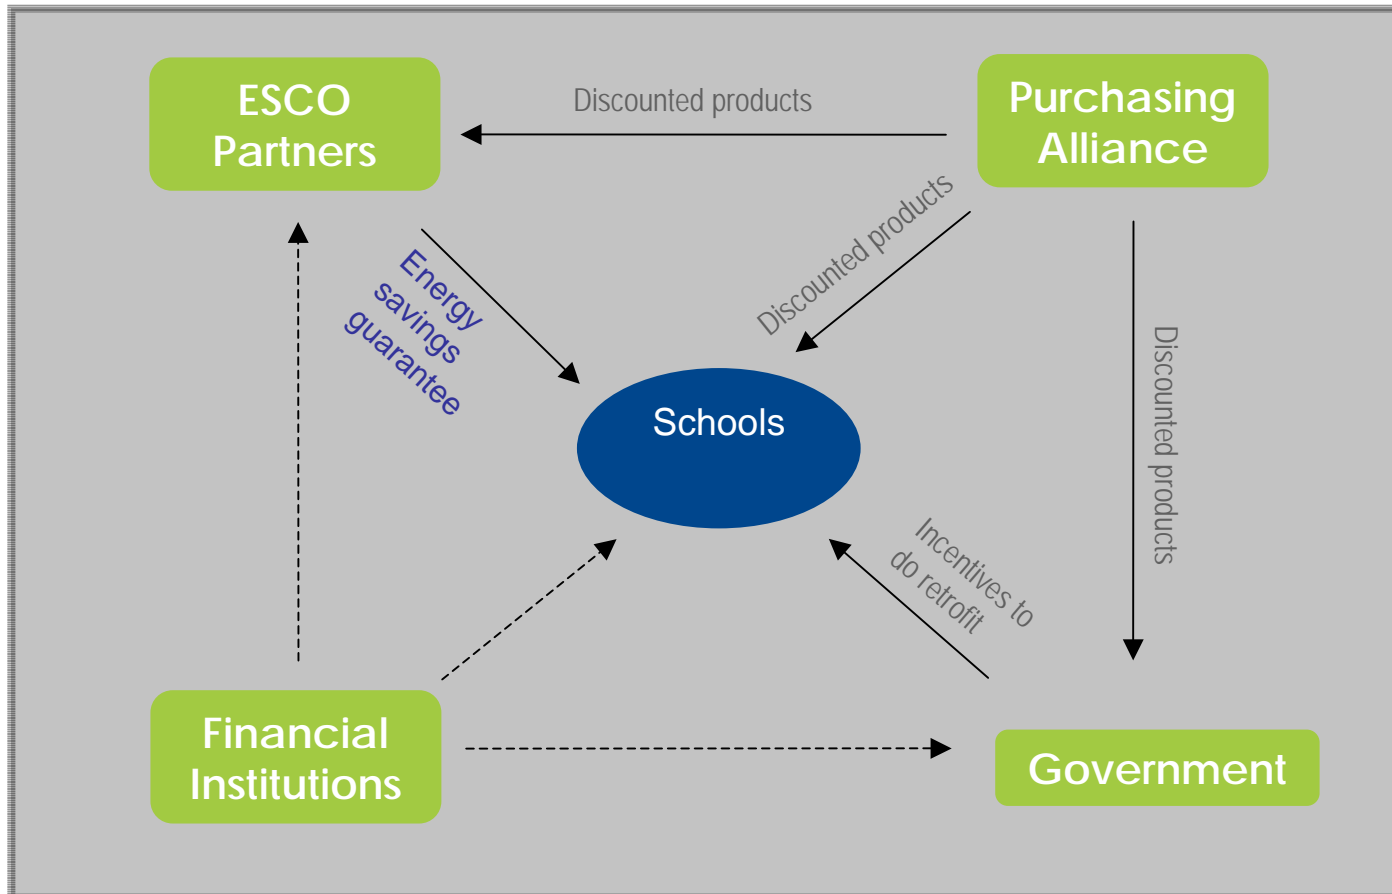 ESCO
Partners
Discounted products
Purchasing
Alliance
Discounted products
Energy
savings
guarantee
Discounted products
Schools
Incentives to
do retrofit
Financial
Institutions
Government